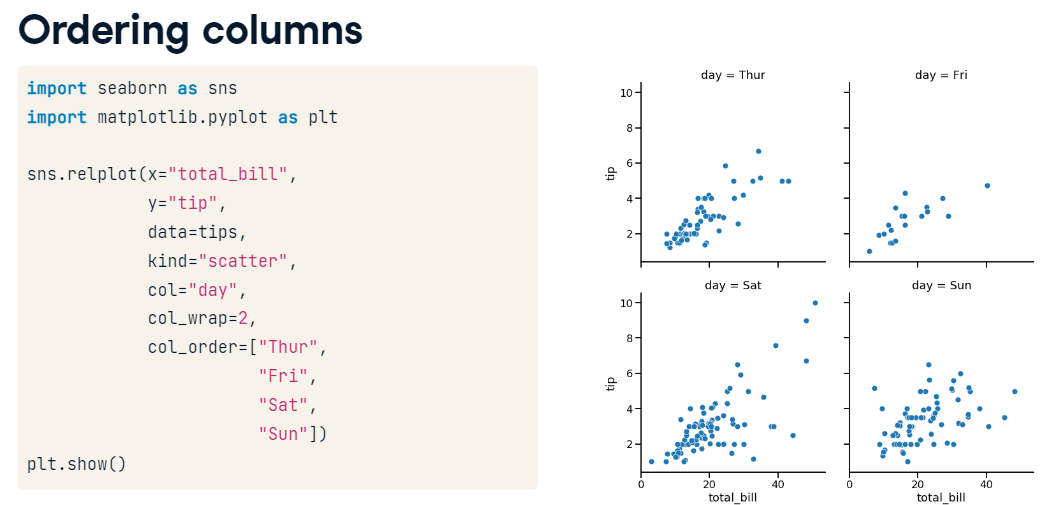 Ordering columns
import seaborn as sns
import matplotlib.pyplot as plt
sns.relplot(x="total_bill",
            y="tip",
            data=tips,
            kind="scatter",
            col="day",
            col_wrap=2,
            col_order=["Thur",
                       "Fri",
                       "Sat",
                       "Sun"])
plt.show()
day = Thur
10
8
6
4
2
tip
day = Fri
day = Sat
10
8
6
4
2
tip
0 20 40
total_bill
day = Sun
0 20 40
total_bill